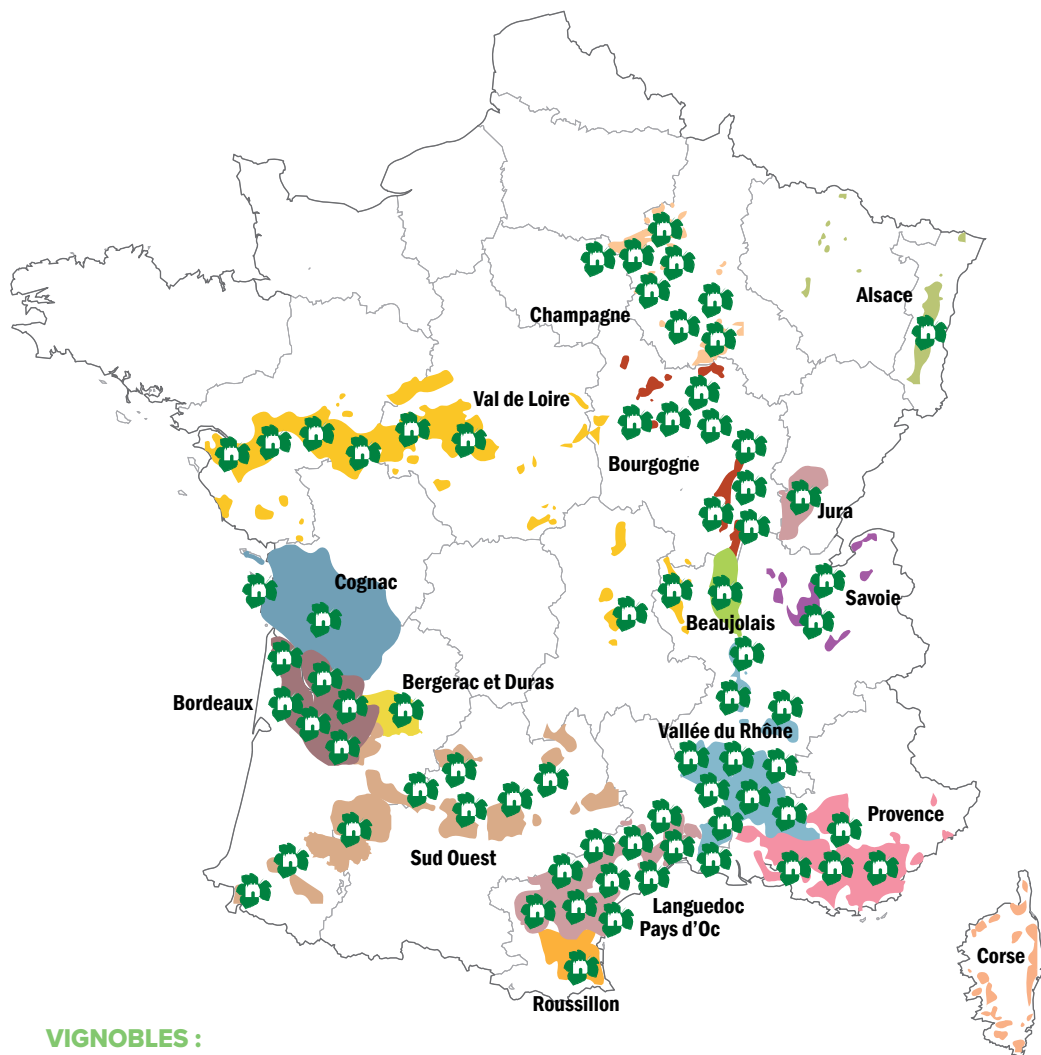 Champagne
Alsace
Val de Loire
Bourgogne
Jura
Cognac
Savoie
Beaujolais
Bergerac et Duras
Bordeaux
Vallée du Rhône
Provence
Sud Ouest
Languedoc
Pays d'Oc
Corse
Roussillon
VIGNOBLES :